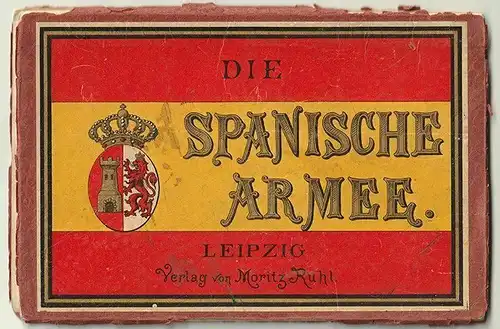 DIE
SPANISCHE
ARMEE.
LEIPZIG
Verlag von Moritz Ruhl.